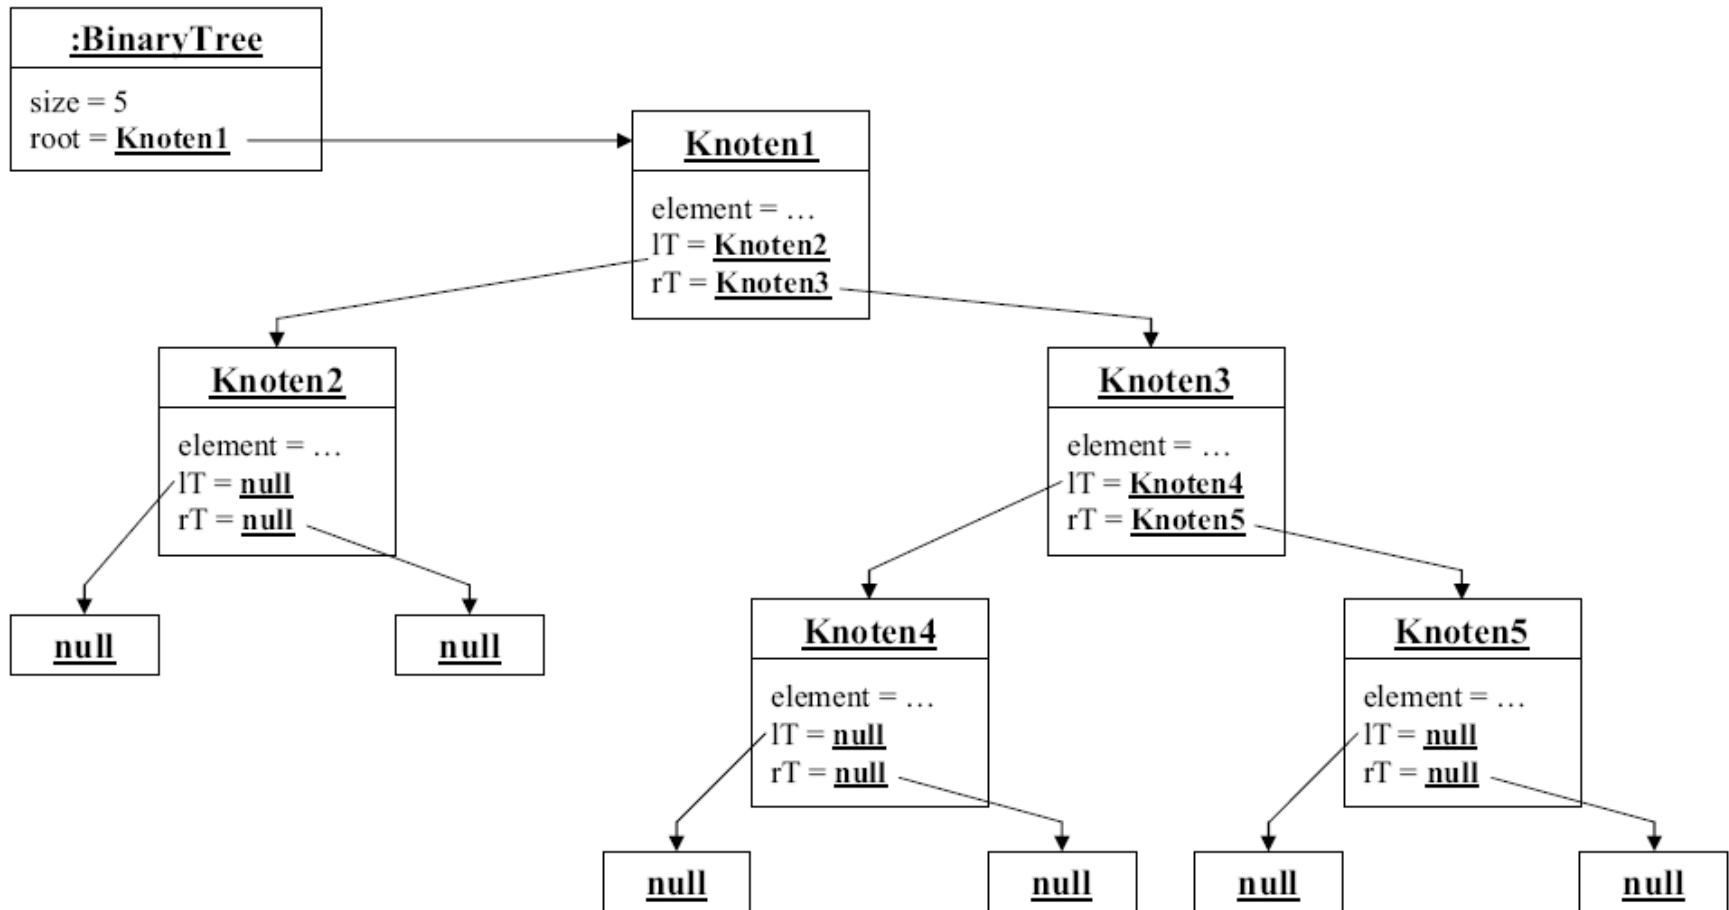 :BinaryTree
size = 5
root = Knoten1
Knoten1
element = …
lT = Knoten2
rT = Knoten3
Knoten2
element = …
lT = null
rT = null
Knoten3
element = …
lT = Knoten4
rT = Knoten5
null
null
Knoten4
element = …
lT = null
rT = null
Knoten5
element = …
lT = null
rT = null
null
null
null
null